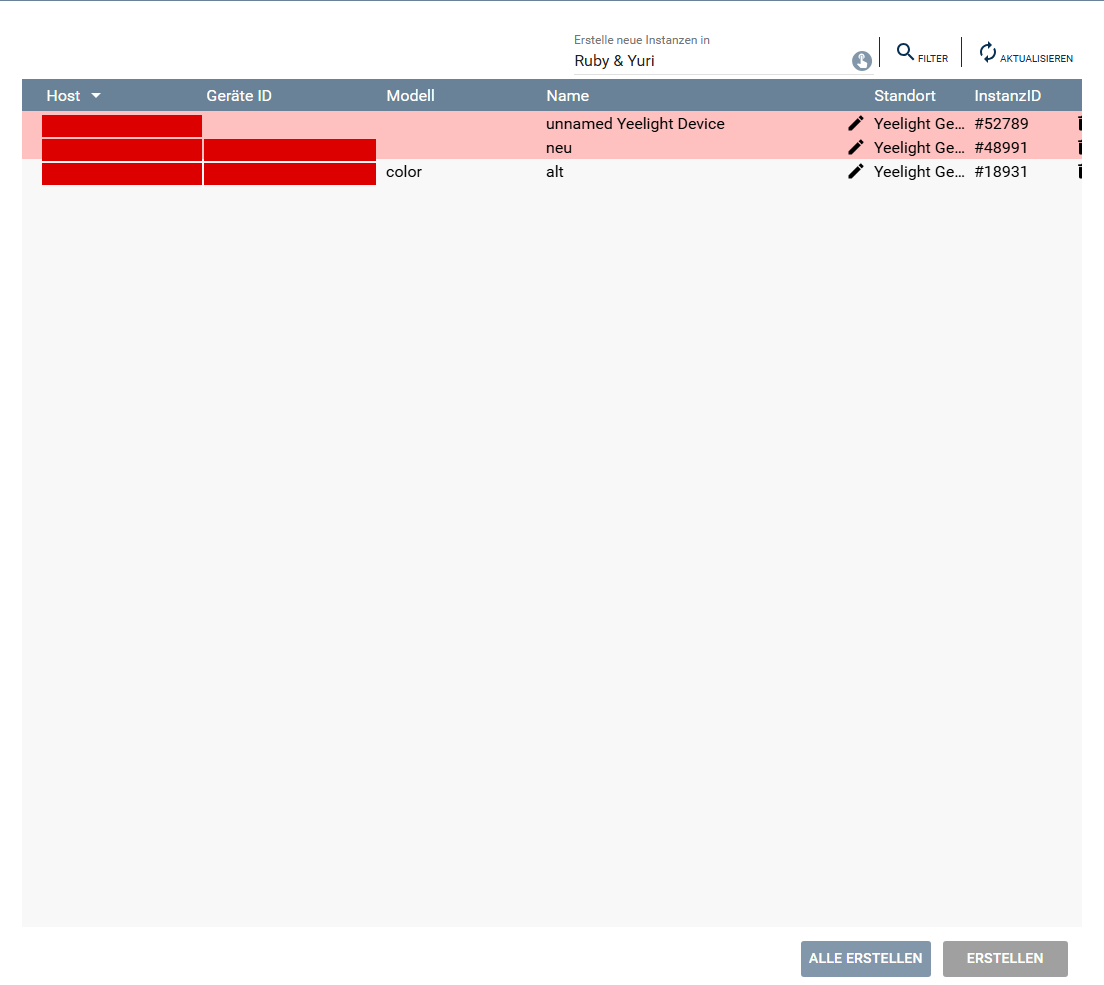 Erstelle neue Instanzen in
Ruby & Yuri
FILTER
AKTUALISIEREN
Host Geräte ID Modell Name Standort InstanzID
unnamed Yeelight Device Yeelight Ge... #52789
neu Yeelight Ge... #48991
color alt Yeelight Ge... #18931
ALLE ERSTELLEN
ERSTELLEN